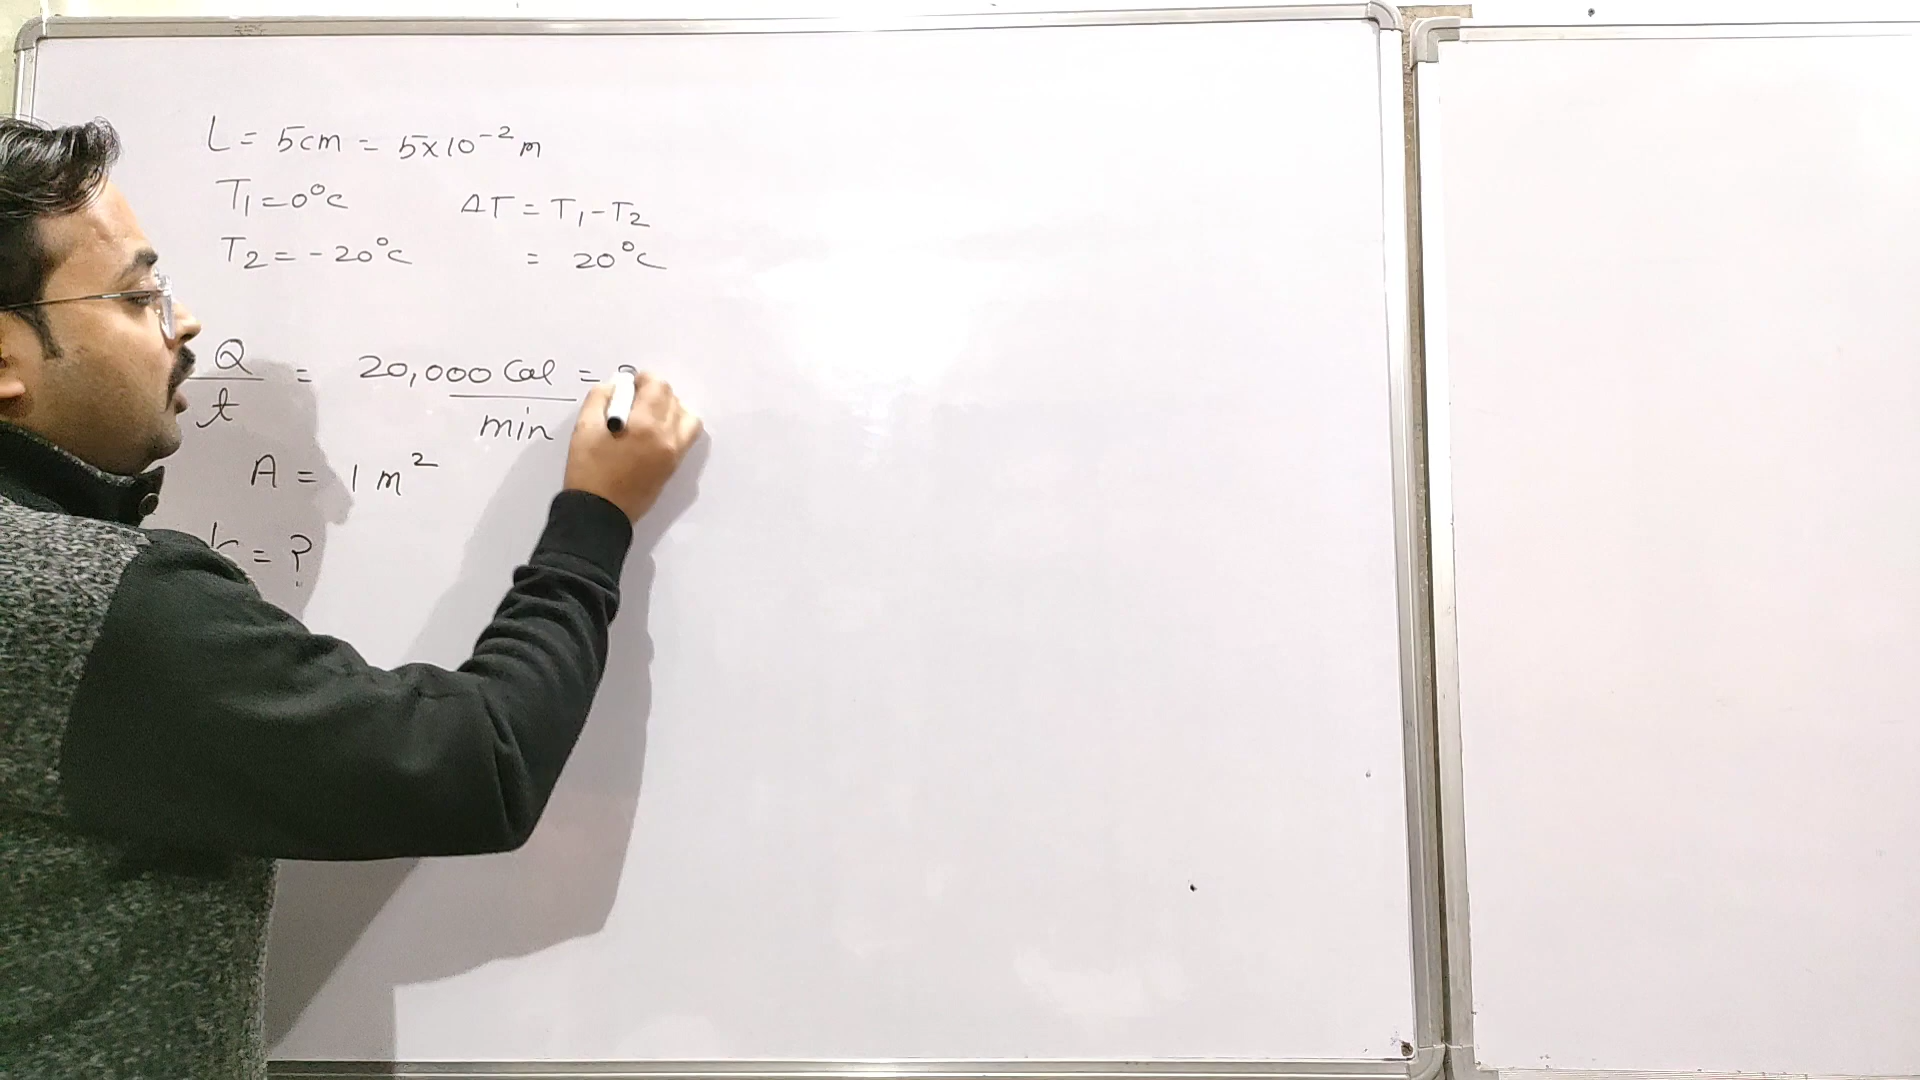 L = 5cm = 5×10⁻² m
T₁ = 0°C ΔT = T₁ - T₂
T₂ = - 20°C = 20°C
Q/t = 20,000 Cal/min =
A = 1 m²
= ?